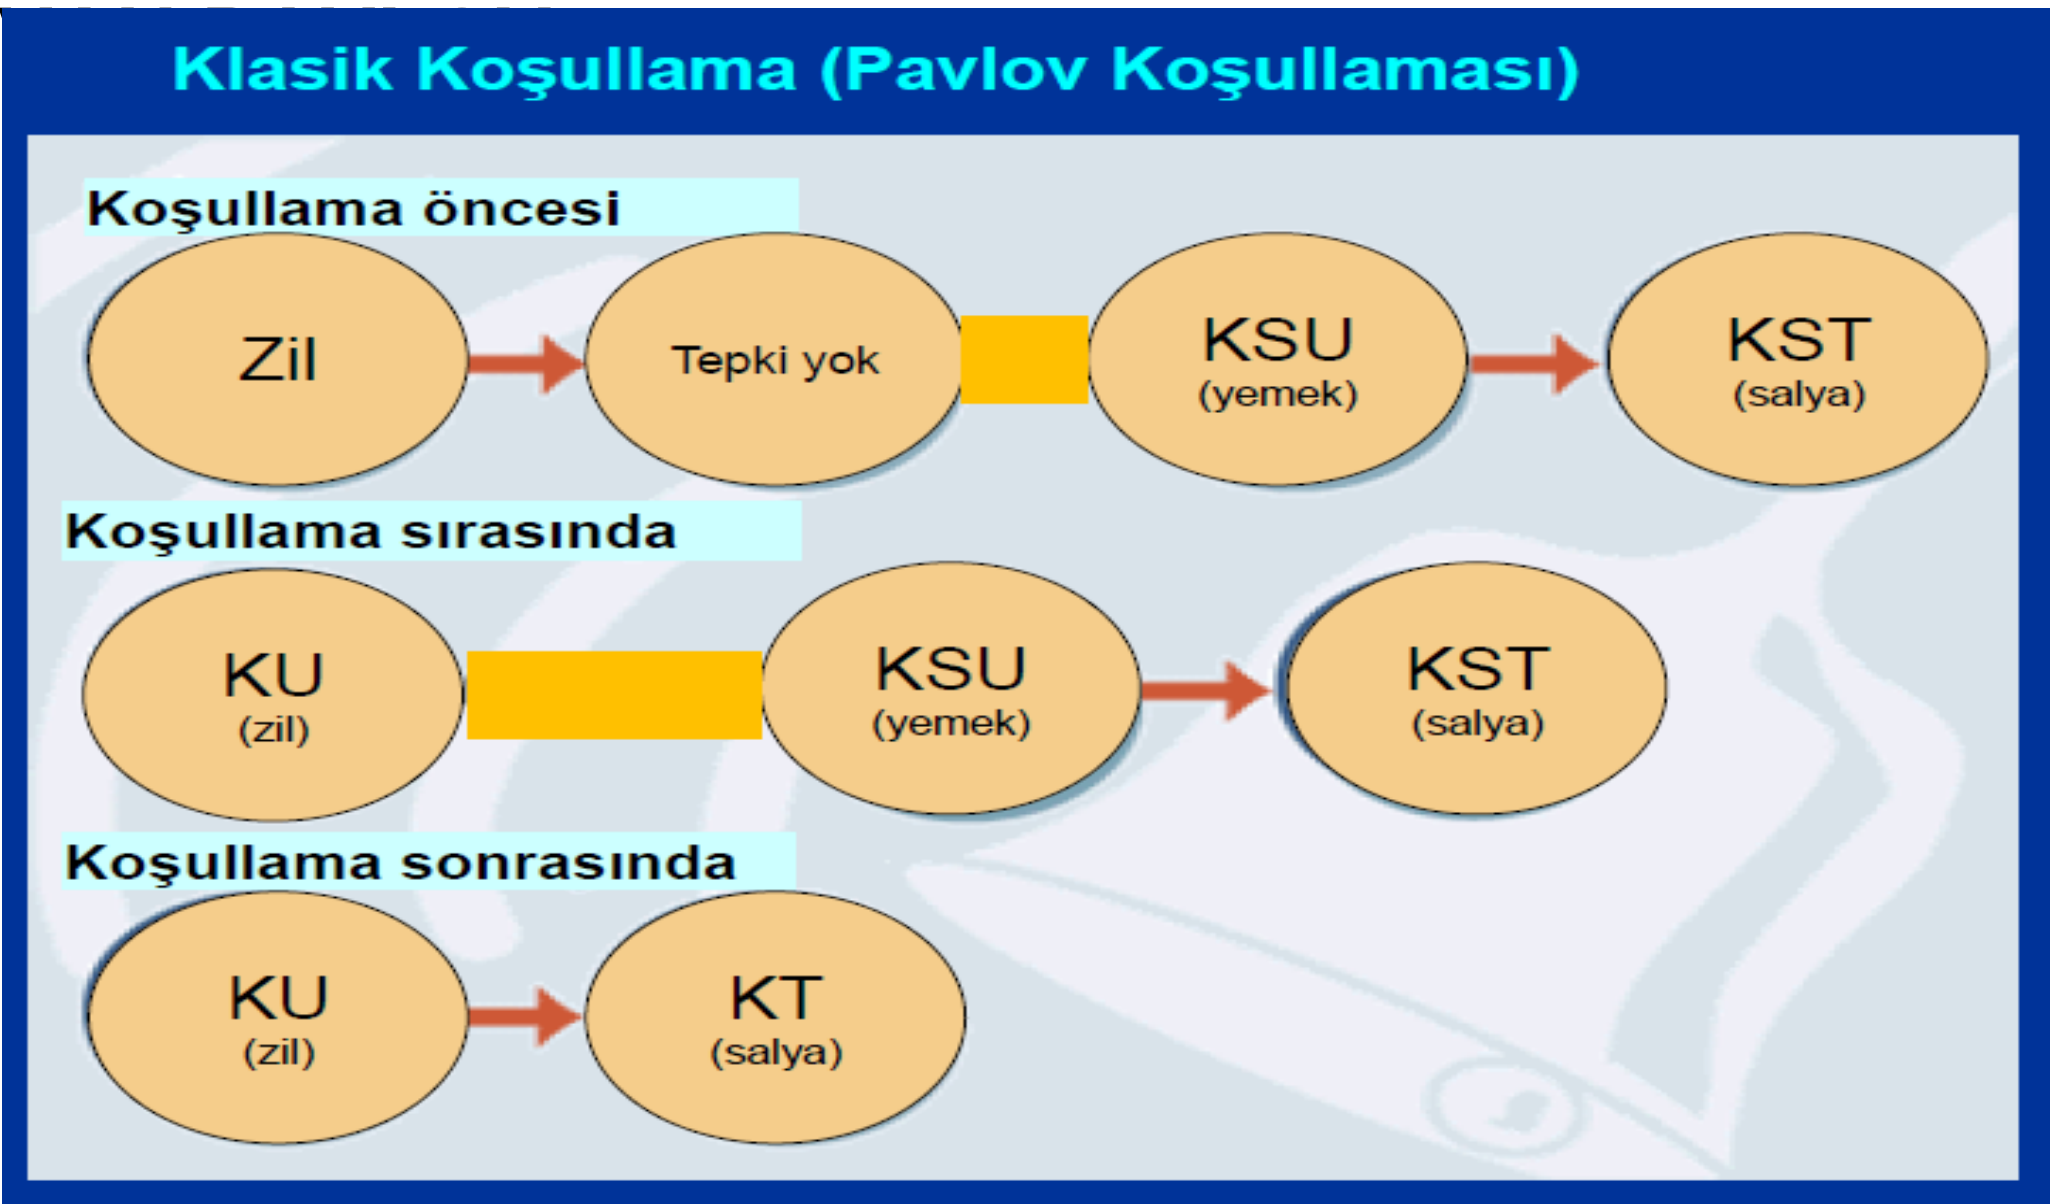 Klasik Koşullama (Pavlov Koşullaması)
Koşullama öncesi
Zil
Tepki yok
KSU
(yemek)
KST
(salya)
Koşullama sırasında
KU
(zil)
KSU
(yemek)
KST
(salya)
Koşullama sonrasında
KU
(zil)
KT
(salya)